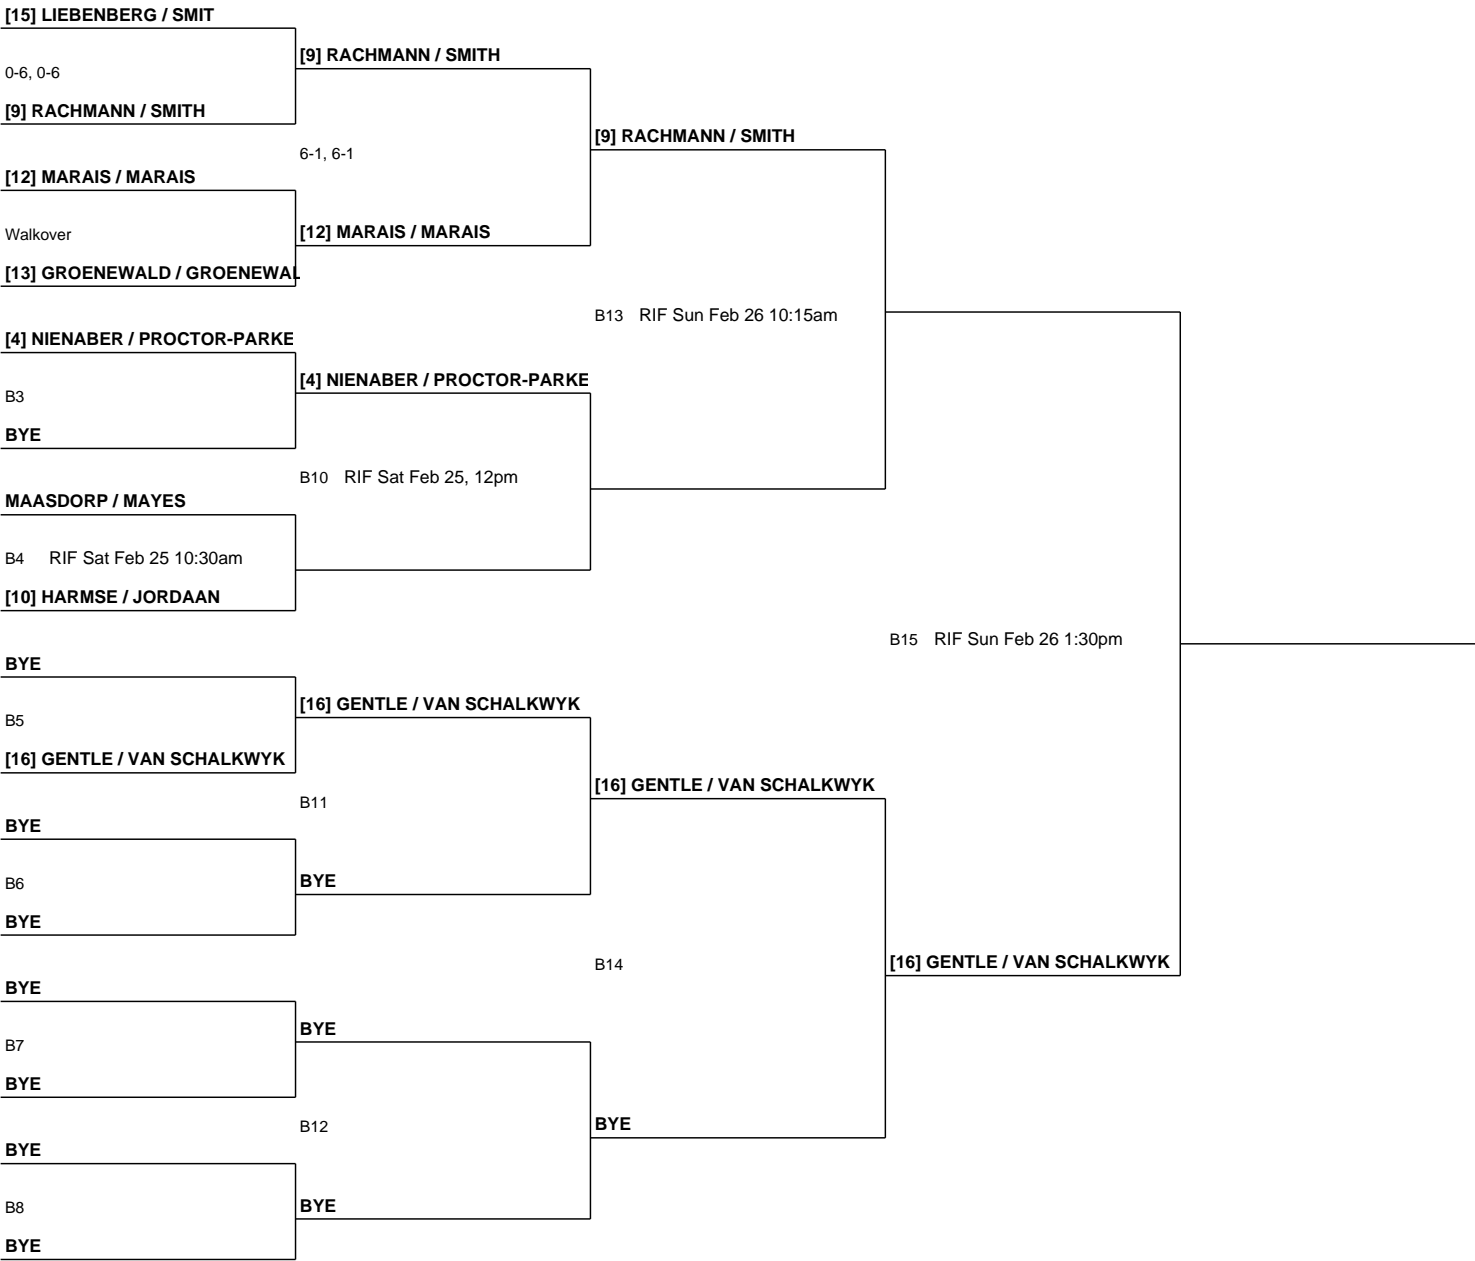 [15] LIEBENBERG / SMIT
[9] RACHMANN / SMITH
0-6, 0-6
[9] RACHMANN / SMITH
[9] RACHMANN / SMITH
6-1, 6-1
[12] MARAIS / MARAIS
Walkover
[12] MARAIS / MARAIS
[13] GROENEWALD / GROENEWAL
B13 RIF Sun Feb 26 10:15am
[4] NIENABER / PROCTOR-PARKE
[4] NIENABER / PROCTOR-PARKE
B3
BYE
B10 RIF Sat Feb 25, 12pm
MAASDORP / MAYES
B4 RIF Sat Feb 25 10:30am
[10] HARMSE / JORDAAN
B15 RIF Sun Feb 26 1:30pm
BYE
[16] GENTLE / VAN SCHALKWYK
B5
[16] GENTLE / VAN SCHALKWYK
[16] GENTLE / VAN SCHALKWYK
B11
BYE
B6
BYE
BYE
B14
[16] GENTLE / VAN SCHALKWYK
BYE
BYE
B7
BYE
B12
BYE
BYE
B8
BYE
BYE